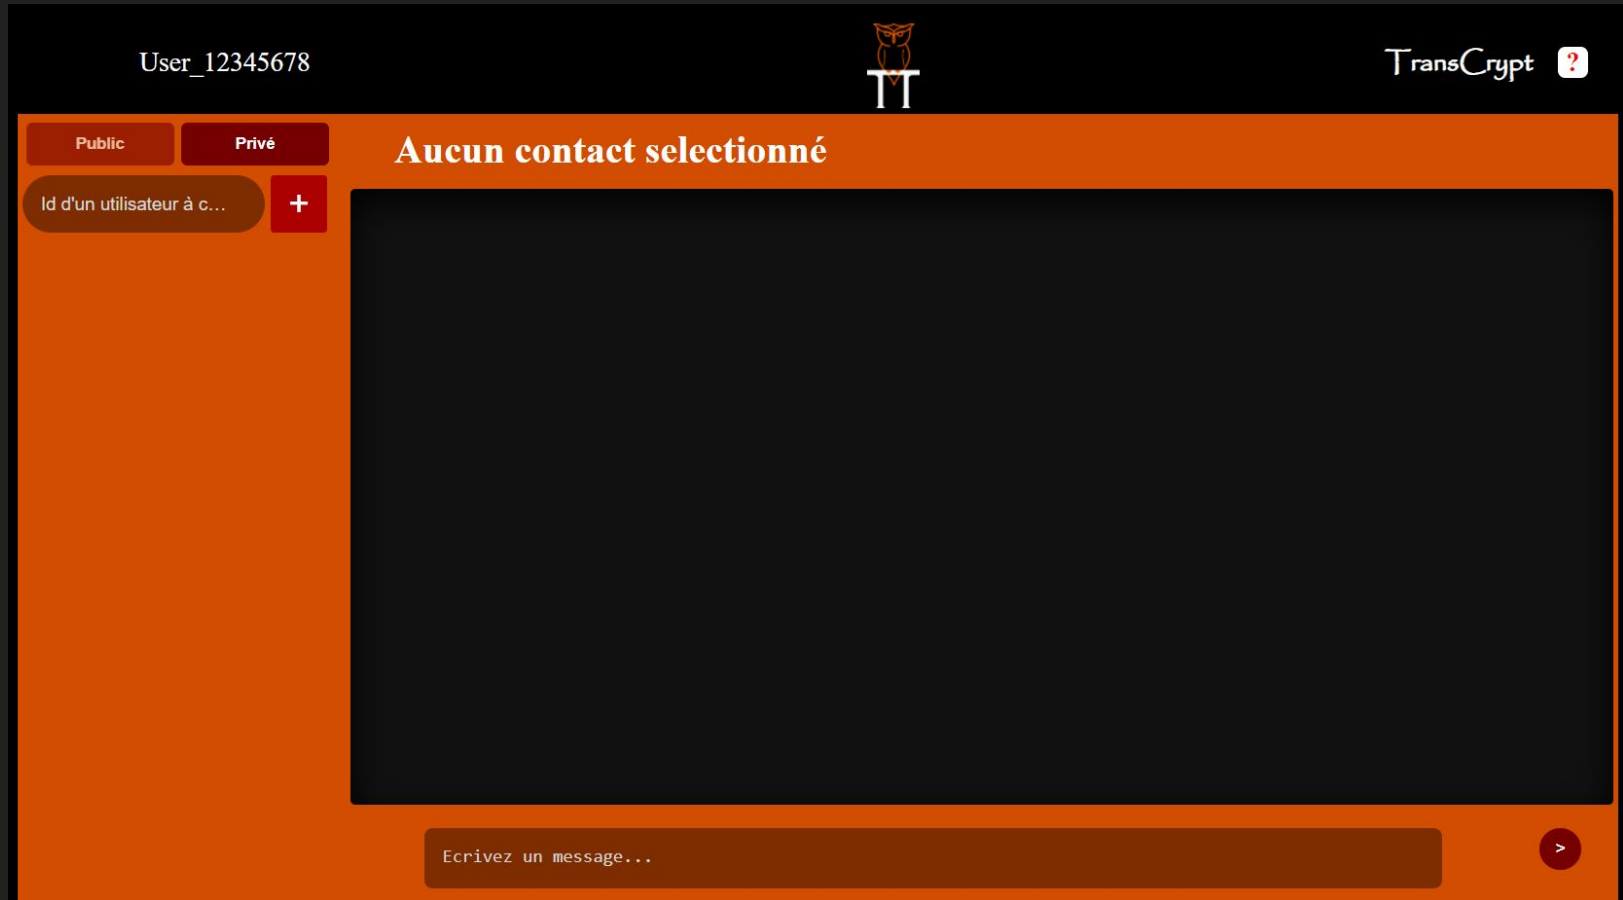 User_12345678
TransCrypt ?
Public Privé
Aucun contact selectionné
Id d'un utilisateur à c... +
Ecrivez un message... >